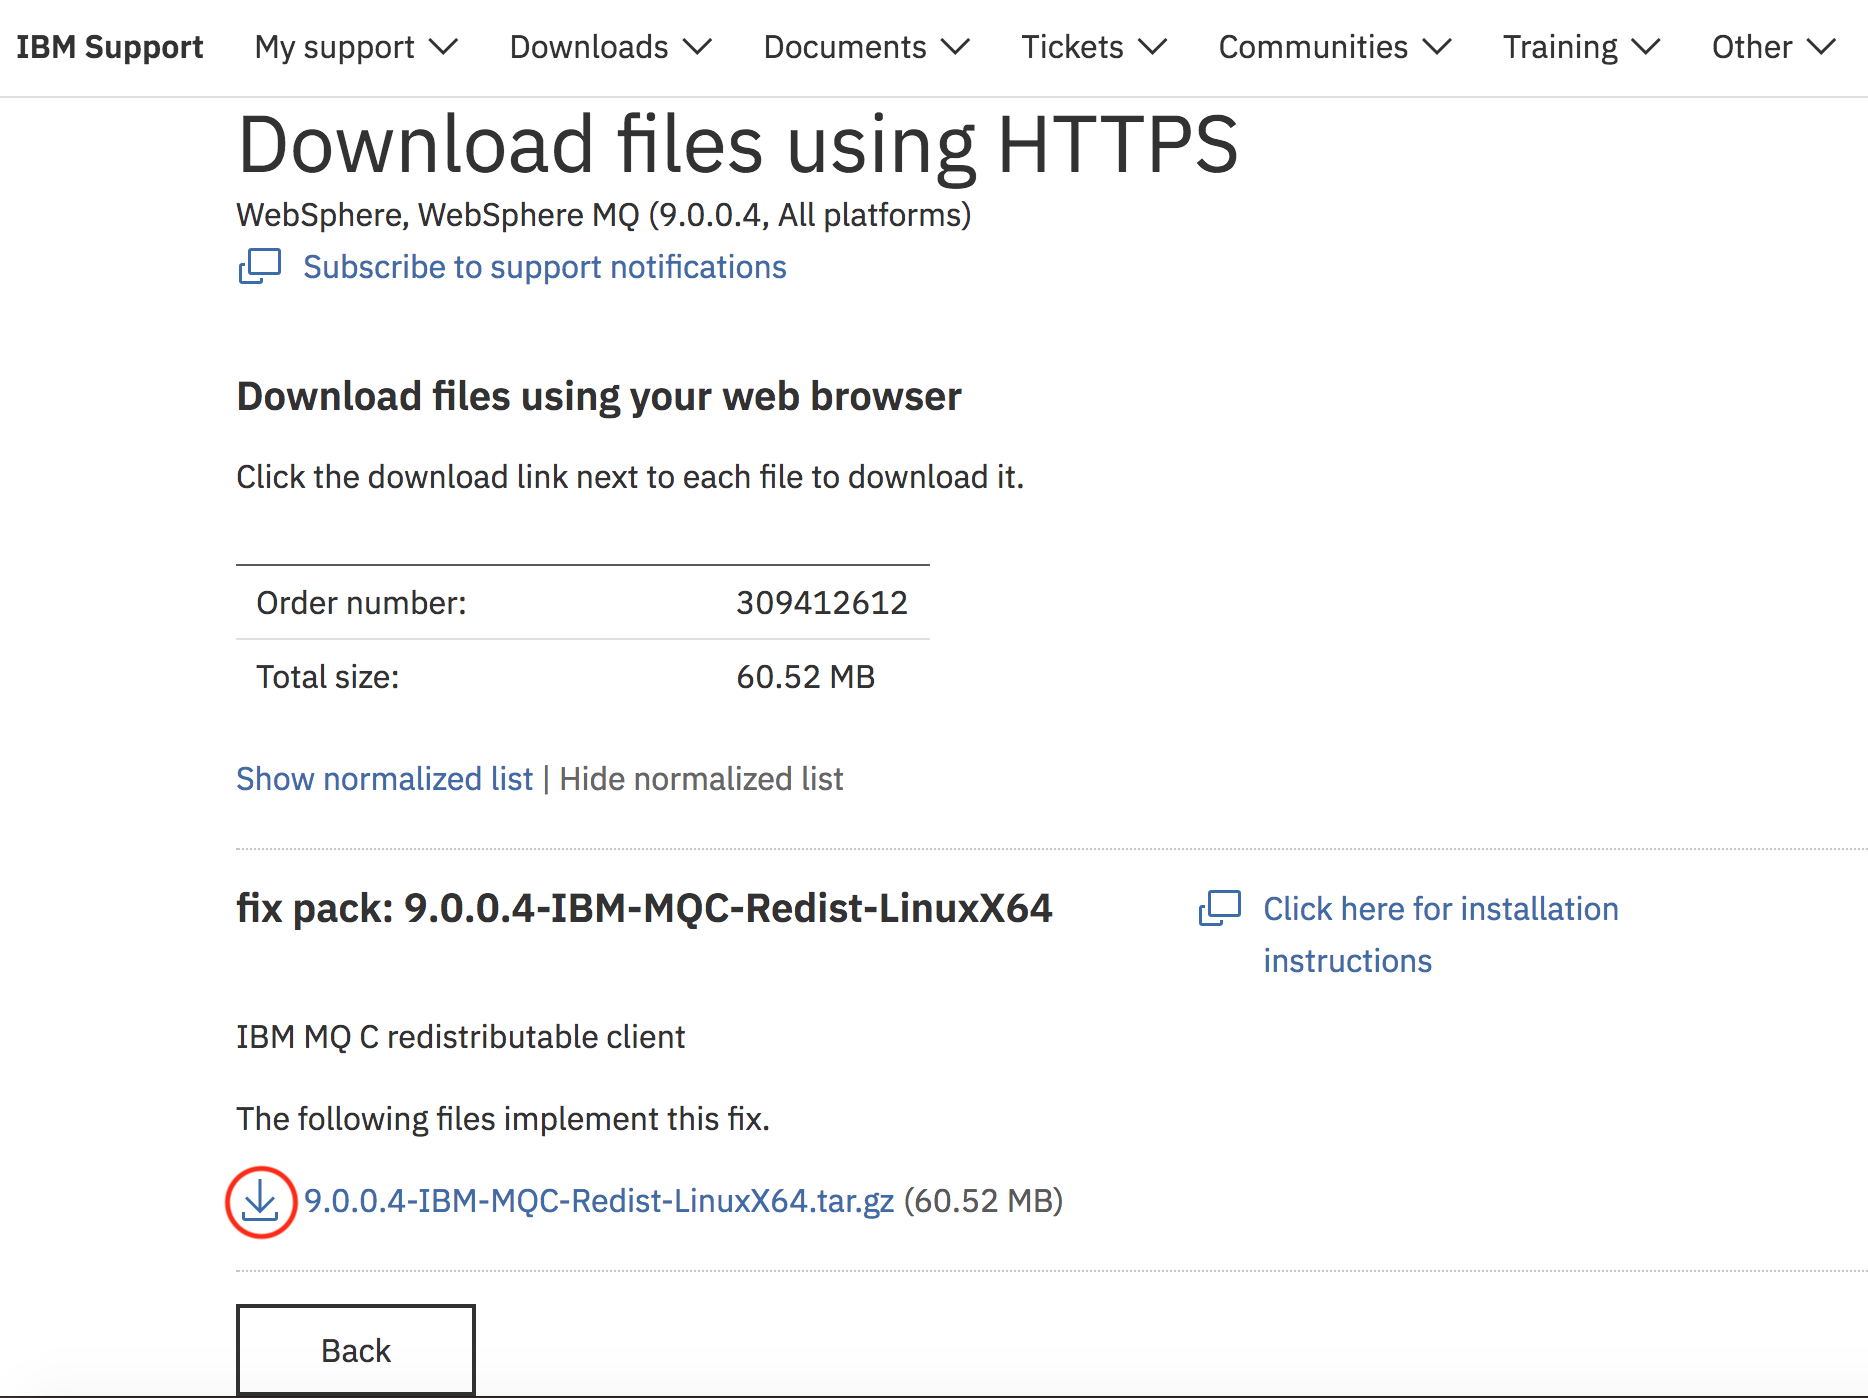 IBM Support My support Downloads Documents Tickets Communities Training Other
Download files using HTTPS
WebSphere, WebSphere MQ (9.0.0.4, All platforms)
Subscribe to support notifications
Download files using your web browser
Click the download link next to each file to download it.
Order number: 309412612
Total size: 60.52 MB
Show normalized list | Hide normalized list
fix pack: 9.0.0.4-IBM-MQC-Redist-LinuxX64
Click here for installation
instructions
IBM MQ C redistributable client
The following files implement this fix.
9.0.0.4-IBM-MQC-Redist-LinuxX64.tar.gz (60.52 MB)
Back